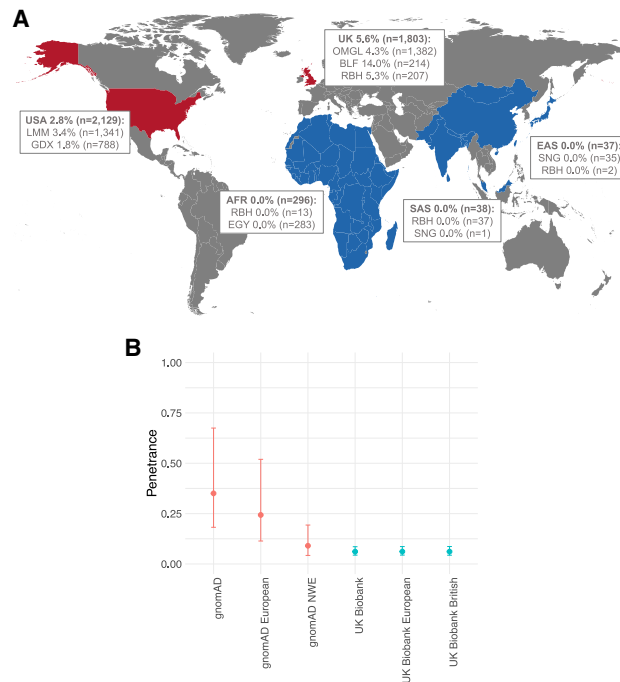 A
UK 5.6% (n=1,803):
OMGL 4.3% (n=1,382)
BLF 14.0% (n=214)
RBH 5.3% (n=207)
USA 2.8% (n=2,129):
LMM 3.4% (n=1,341)
GDX 1.8% (n=788)
EAS 0.0% (n=37):
SNG 0.0% (n=35)
RBH 0.0% (n=2)
AFR 0.0% (n=296)
RBH 0.0% (n=13)
EGY 0.0% (n=283)
SAS 0.0% (n=38)
RBH 0.0% (n=37)
SNG 0.0% (n=1)
B
1.00
0.75
0.50
0.25
0.00
Penetrance
gnomAD
gnomAD European
gnomAD NWE
UK Biobank
UK Biobank European
UK Biobank British